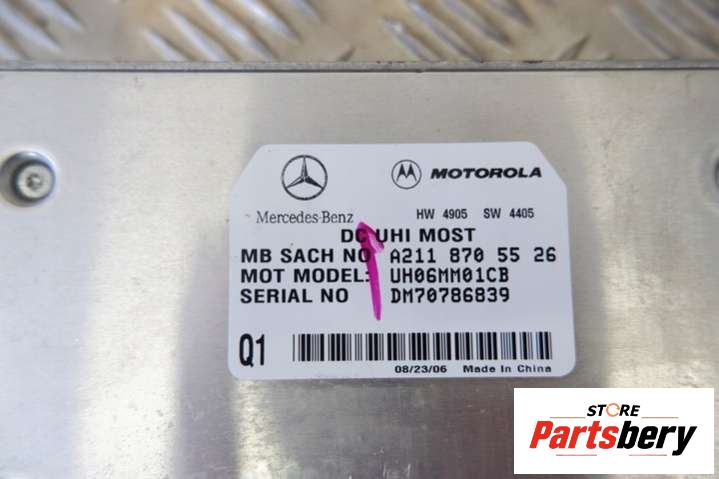 MOTOROLA
Mercedes-Benz
HW 4905 SW 4405
DC UHI MOST
MB SACH NO A211 870 55 26
MOT MODEL: UH06MM01CB
SERIAL NO DM70786839
Q1
08/23/06 Made In China
STORE
Partsbery